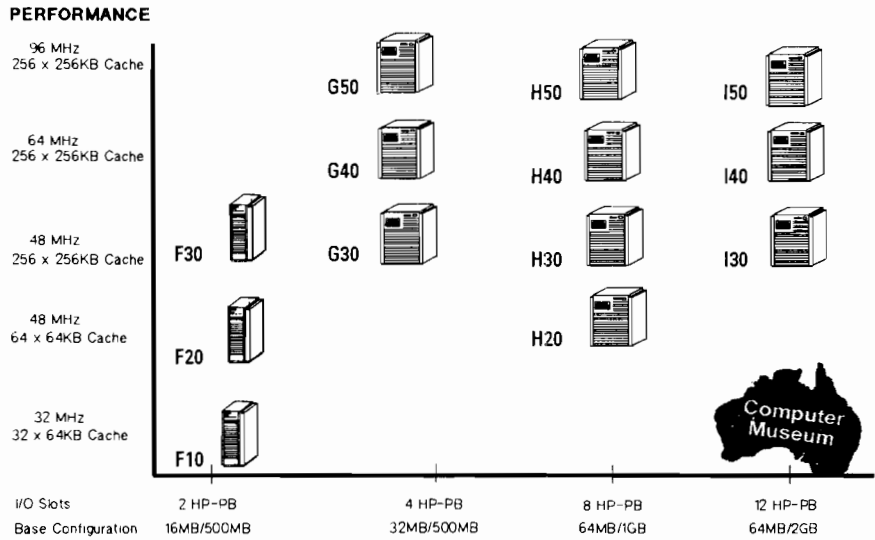 PERFORMANCE
96 MHz
256 x 256KB Cache
G50
H50
I50
64 MHz
256 x 256KB Cache
G40
H40
I40
48 MHz
256 x 256KB Cache
F30
G30
H30
I30
48 MHz
64 x 64KB Cache
F20
H20
32 MHz
32 x 64KB Cache
F10
Computer
Museum
I/O Slots
2 HP-PB
4 HP-PB
8 HP-PB
12 HP-PB
Base Configuration
16MB/500MB
32MB/500MB
64MB/1GB
64MB/2GB